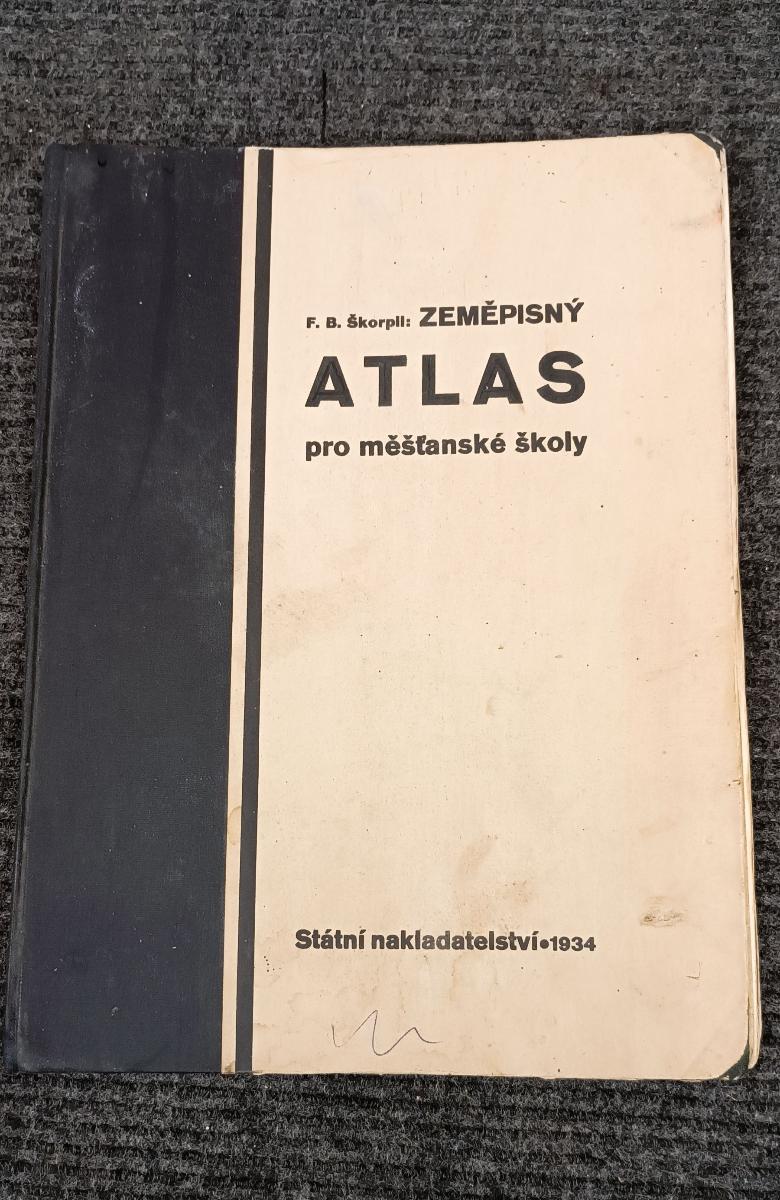 F. B. Škorpil: ZEMĚPISNÝ
ATLAS
pro měšťanské školy
Státní nakladatelství•1934